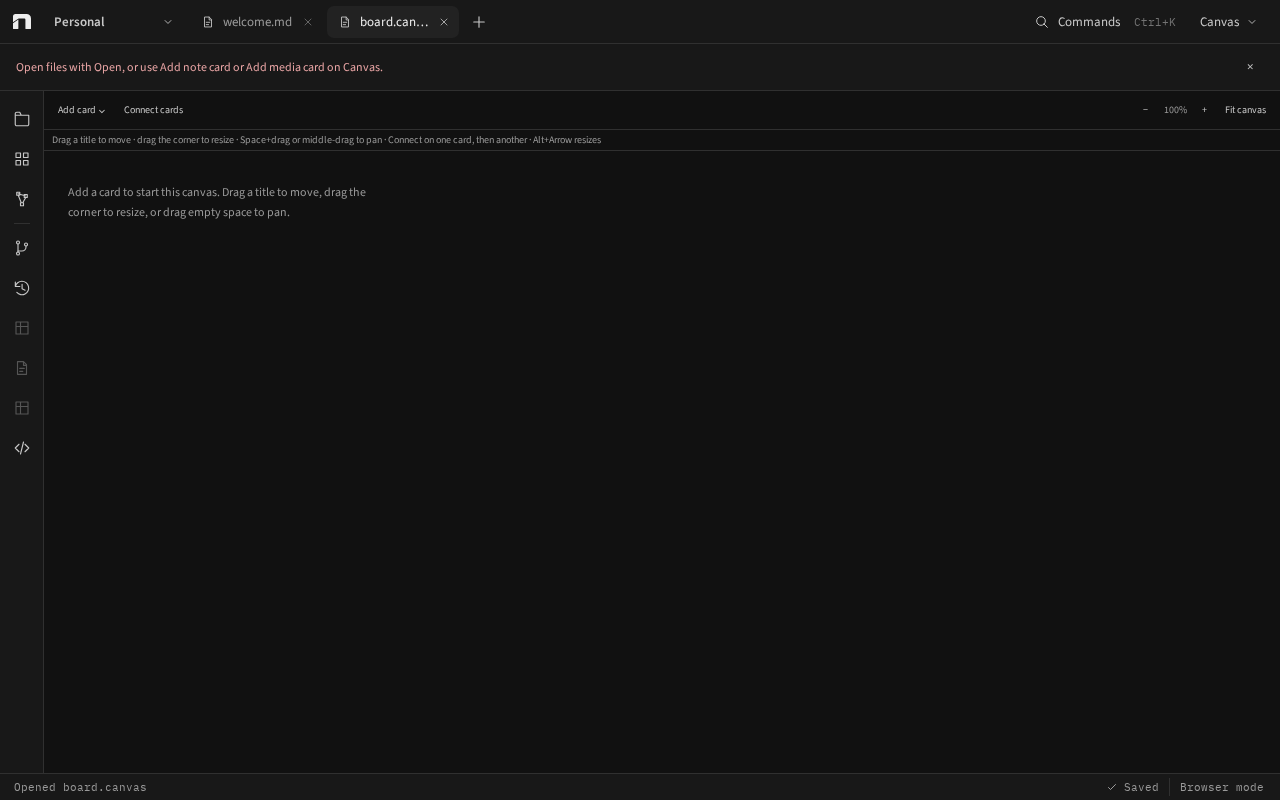 Personal
welcome.md
board.can…
Commands
Ctrl+K
Canvas
Open files with Open, or use Add note card or Add media card on Canvas.
Add card
Connect cards
− 100% +
Fit canvas
Drag a title to move · drag the corner to resize · Space+drag or middle-drag to pan · Connect on one card, then another · Alt+Arrow resizes
Add a card to start this canvas. Drag a title to move, drag the
corner to resize, or drag empty space to pan.
Opened board.canvas
Saved
Browser mode